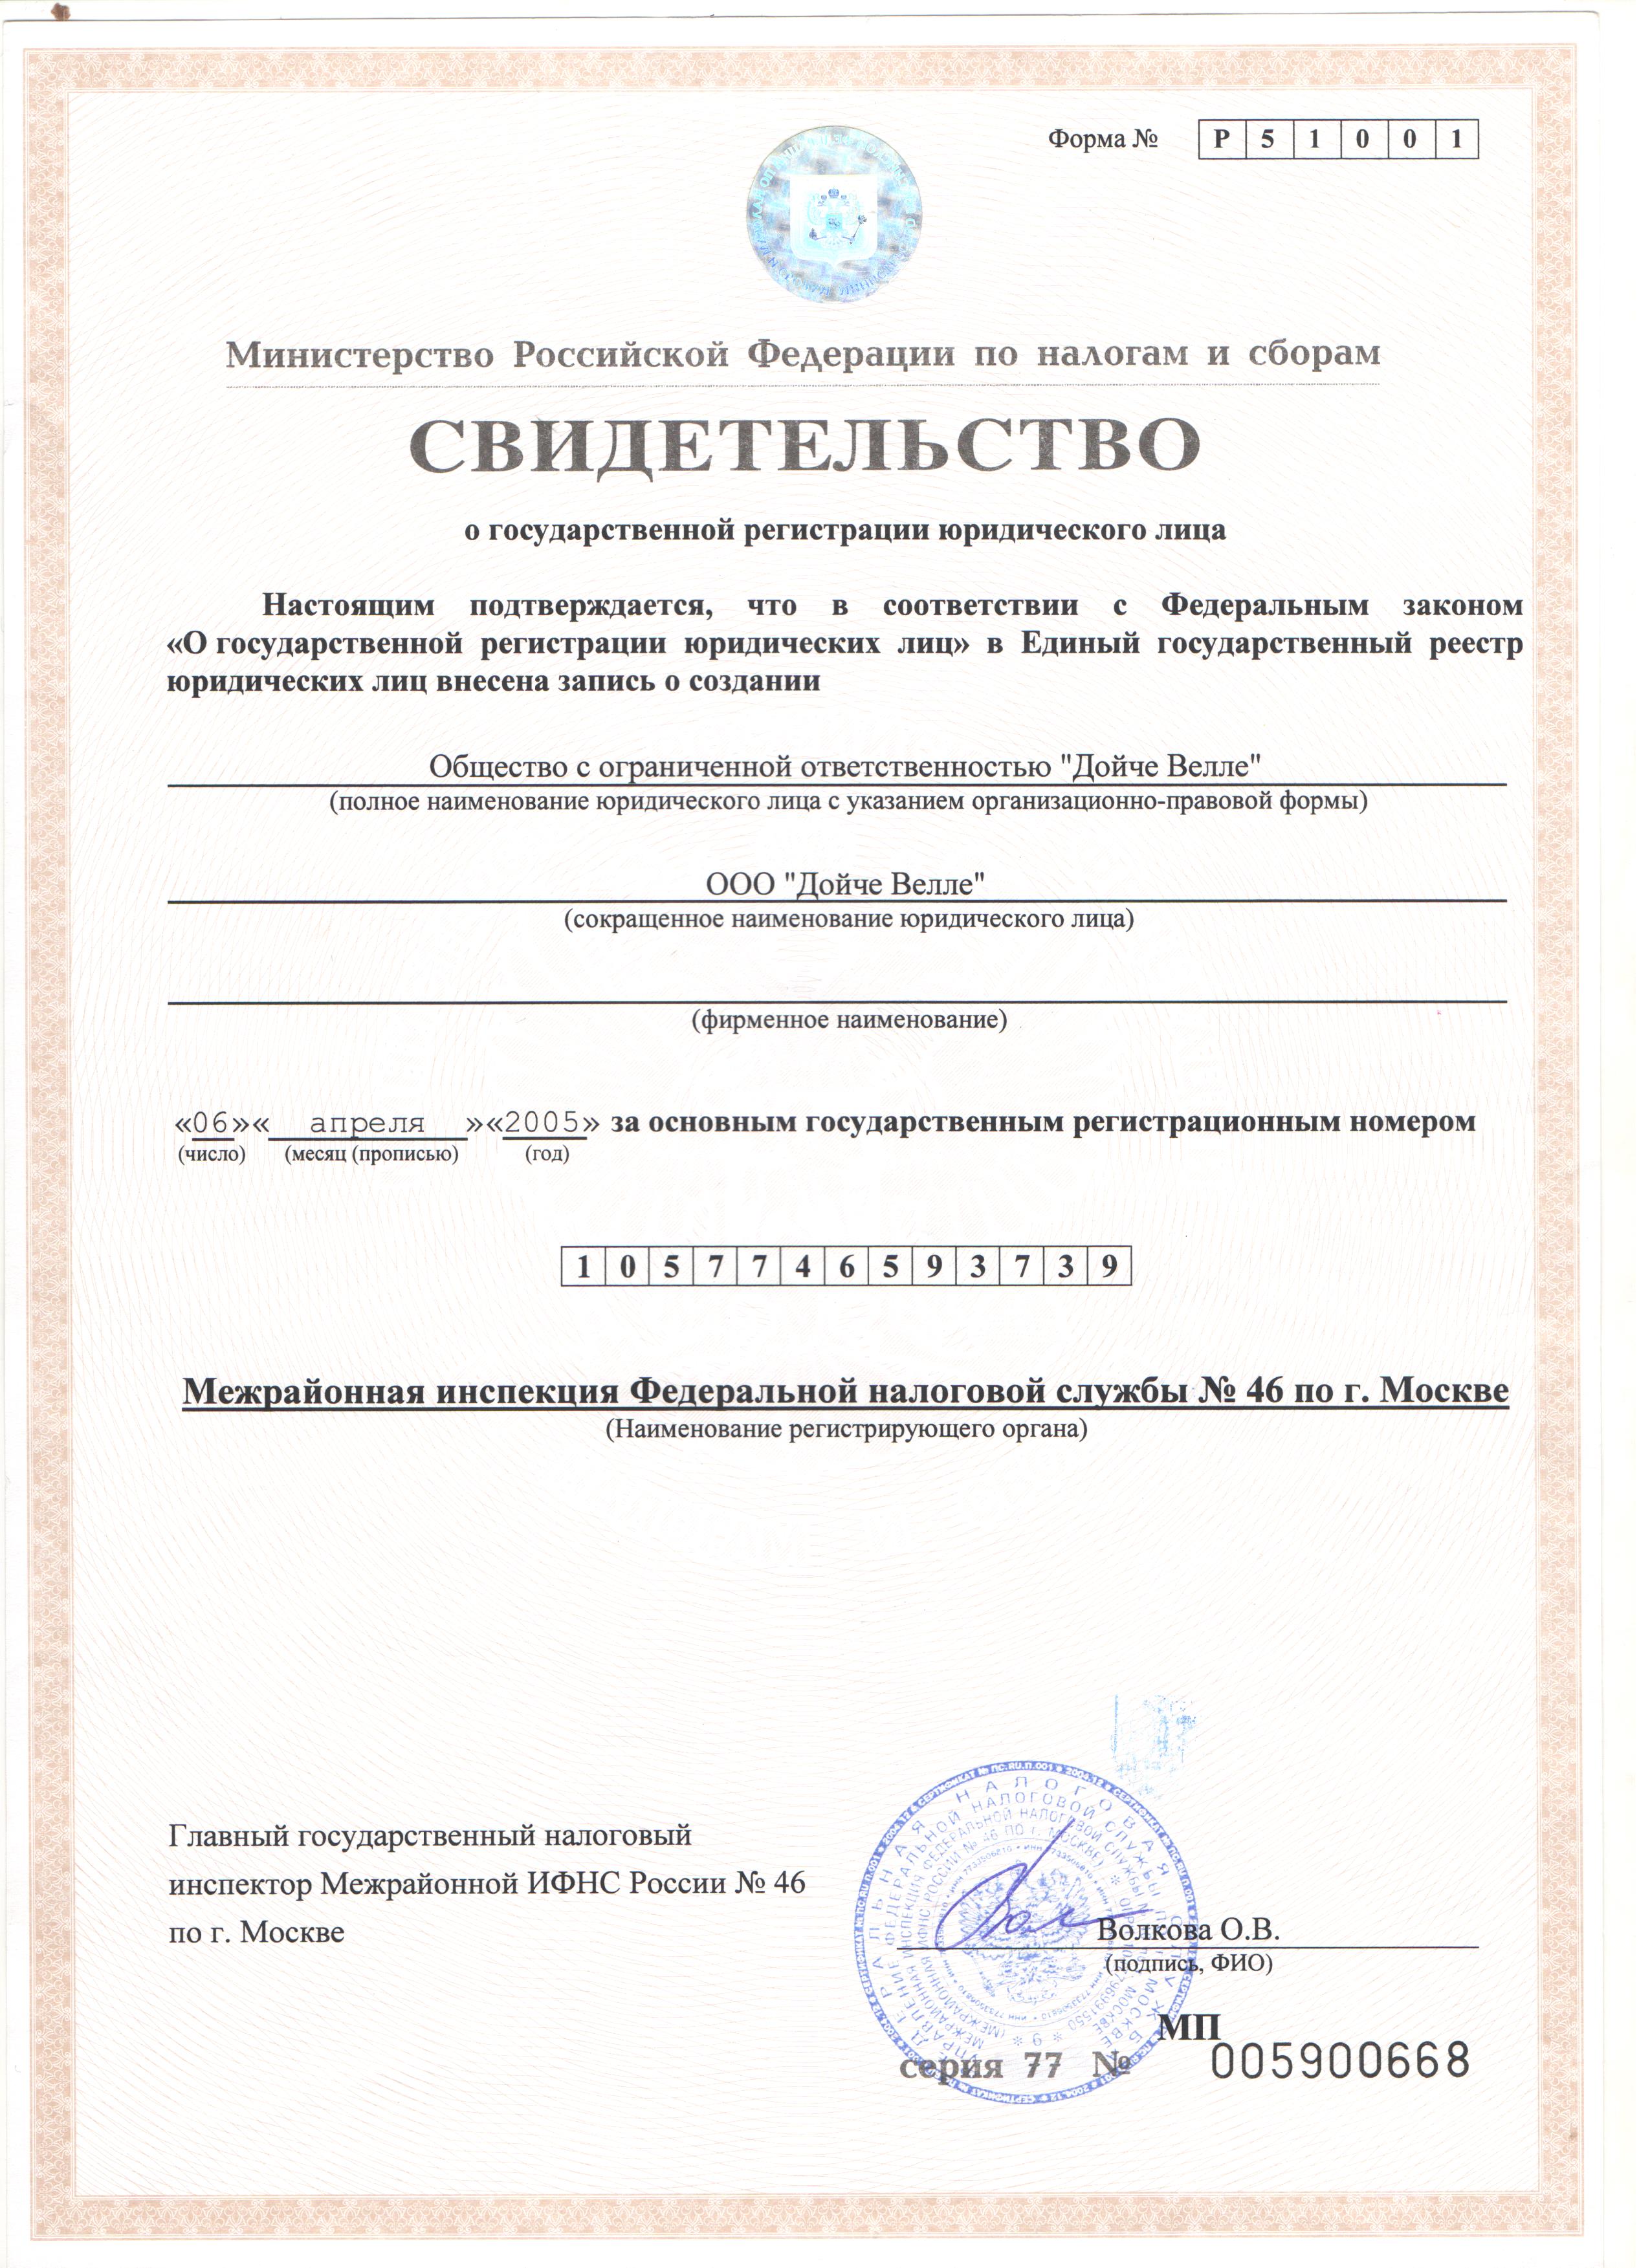 Форма № Р 5 1 0 0 1
Министерство Российской Федерации по налогам и сборам
СВИДЕТЕЛЬСТВО
о государственной регистрации юридического лица
Настоящим подтверждается, что в соответствии с Федеральным законом
«О государственной регистрации юридических лиц» в Единый государственный реестр
юридических лиц внесена запись о создании
Общество с ограниченной ответственностью "Дойче Велле"
(полное наименование юридического лица с указанием организационно-правовой формы)
ООО "Дойче Велле"
(сокращенное наименование юридического лица)
(фирменное наименование)
«06»« апреля »«2005» за основным государственным регистрационным номером
(число) (месяц (прописью) (год)
1 0 5 7 7 4 6 5 9 3 7 3 9
Межрайонная инспекция Федеральной налоговой службы № 46 по г. Москве
(Наименование регистрирующего органа)
Главный государственный налоговый
инспектор Межрайонной ИФНС России № 46
по г. Москве
Волкова О.В.
(подпись, ФИО)
МП
серия 77 № 005900668